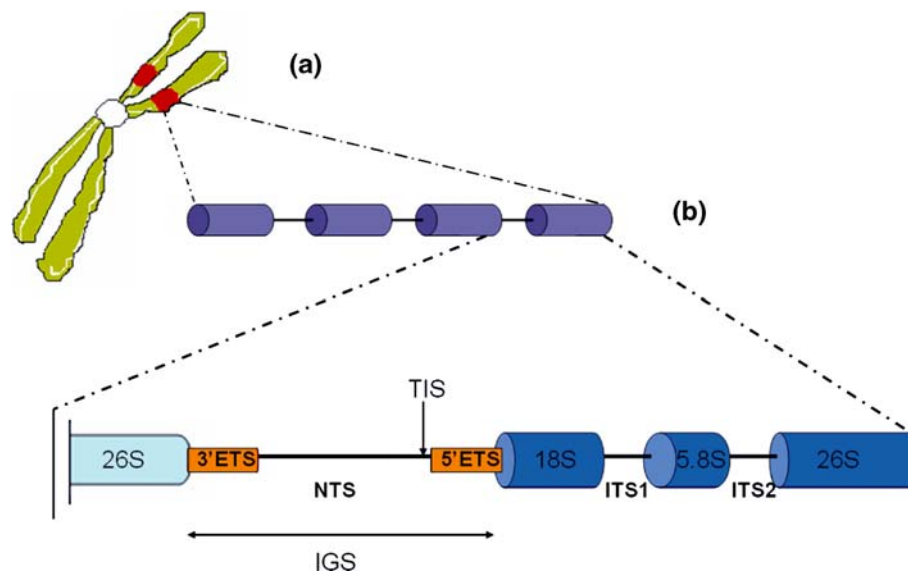 (a)
(b)
TIS
26S 3'ETS 5'ETS 18S 5.8S 26S
NTS ITS1 ITS2
IGS